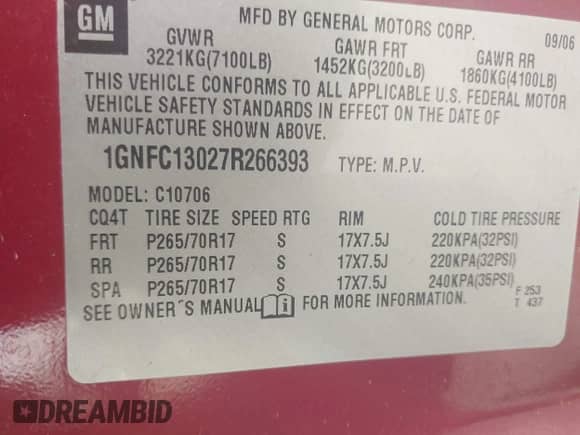 GM
MFD BY GENERAL MOTORS CORP. 09/06
GVWR GAWR FRT GAWR RR
3221KG(7100LB) 1452KG(3200LB) 1860KG(4100LB)
THIS VEHICLE CONFORMS TO ALL APPLICABLE U.S. FEDERAL MOTOR
VEHICLE SAFETY STANDARDS IN EFFECT ON THE DATE OF
MANUFACTURE SHOWN ABOVE.
1GNFC13027R266393 TYPE: M.P.V.
MODEL: C10706
CQ4T TIRE SIZE SPEED RTG RIM COLD TIRE PRESSURE
FRT P265/70R17 S 17X7.5J 220KPA(32PSI)
RR P265/70R17 S 17X7.5J 220KPA(32PSI)
SPA P265/70R17 S 17X7.5J 240KPA(35PSI)
SEE OWNER´S MANUAL i FOR MORE INFORMATION.
F 253
T 437
DREAMBID